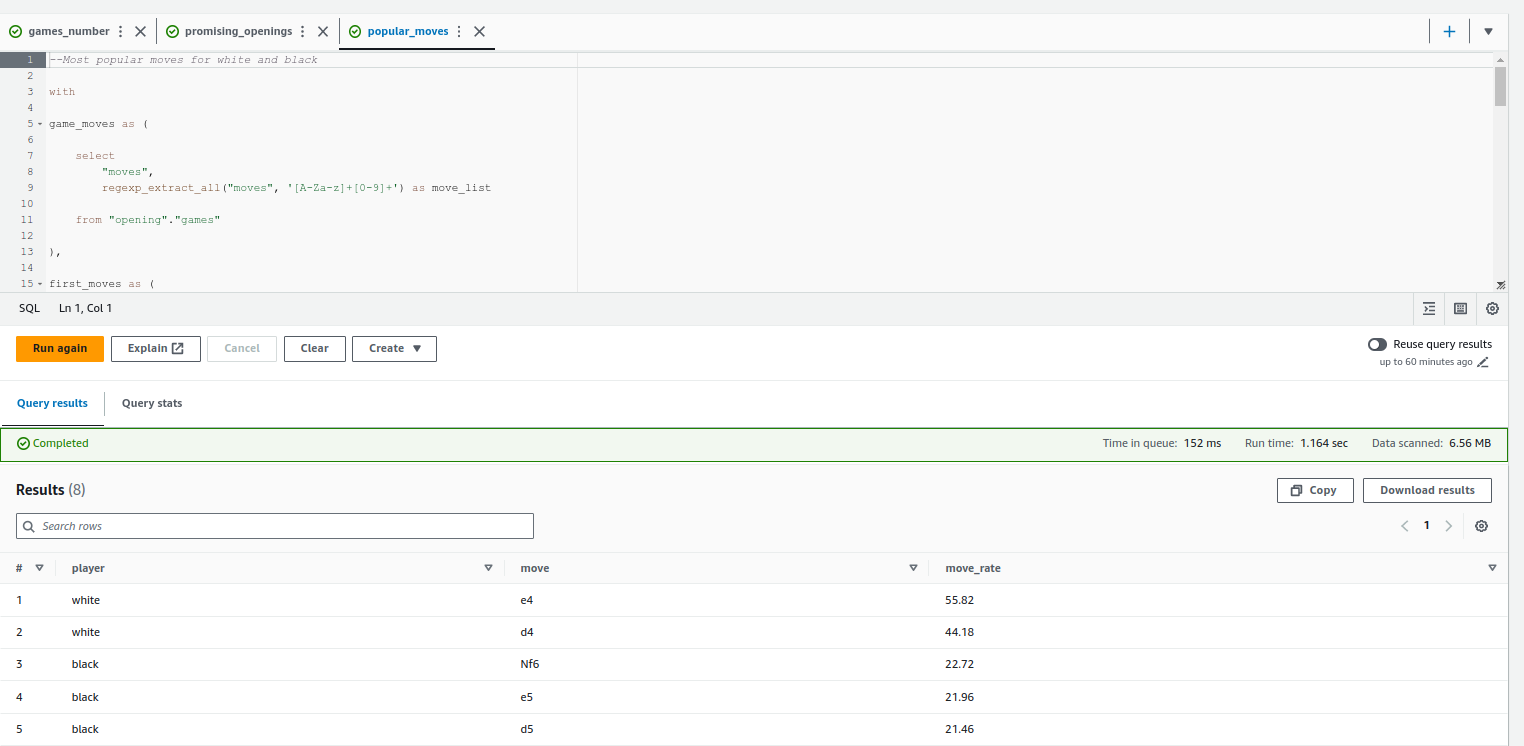 games_number promising_openings popular_moves
1 --Most popular moves for white and black
2
3 with
4
5 game_moves as (
6
7 select
8 "moves",
9 regexp_extract_all("moves", '[A-Za-z]+[0-9]+') as move_list
10
11 from "opening"."games"
12
13 ),
14
15 first_moves as (
SQL Ln 1, Col 1
Run again Explain Cancel Clear Create
Reuse query results
up to 60 minutes ago
Query results Query stats
Completed Time in queue: 152 ms Run time: 1.164 sec Data scanned: 6.56 MB
Results (8) Copy Download results
Search rows 1
# player move move_rate
1 white e4 55.82
2 white d4 44.18
3 black Nf6 22.72
4 black e5 21.96
5 black d5 21.46